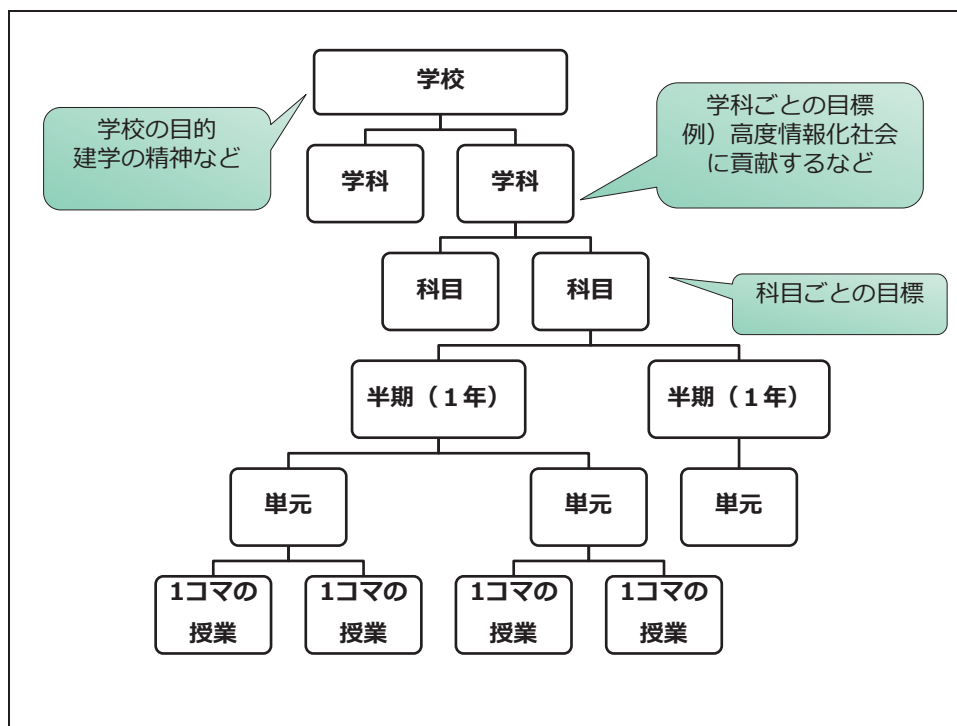 学校
学校の目的
建学の精神など
学科ごとの目標
例）高度情報化社会
に貢献するなど
学科
学科
科目
科目
科目ごとの目標
半期（１年）
半期（１年）
単元
単元
単元
1コマの
授業
1コマの
授業
1コマの
授業
1コマの
授業